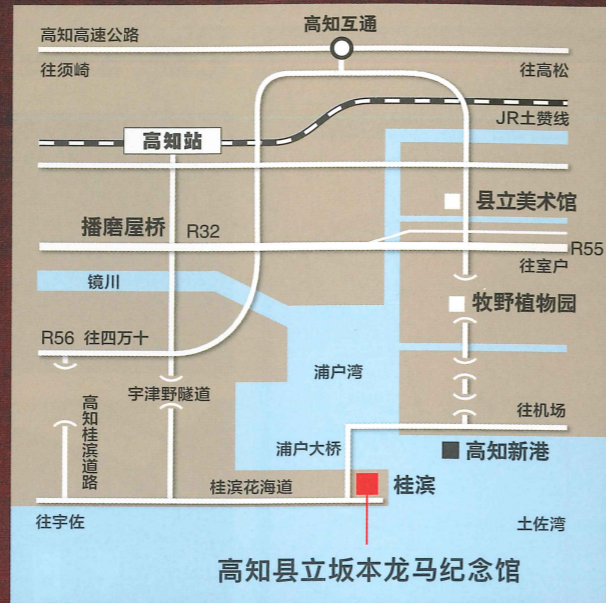 高知互通
高知高速公路
往须崎
往高松
JR土赞线
高知站
县立美术馆
播磨屋桥
R32
R55
往室户
镜川
牧野植物园
R56 往四万十
浦户湾
宇津野隧道
高知桂滨道路
往机场
浦户大桥
高知新港
桂滨花海道
桂滨
往宇佐
土佐湾
高知县立坂本龙马纪念馆